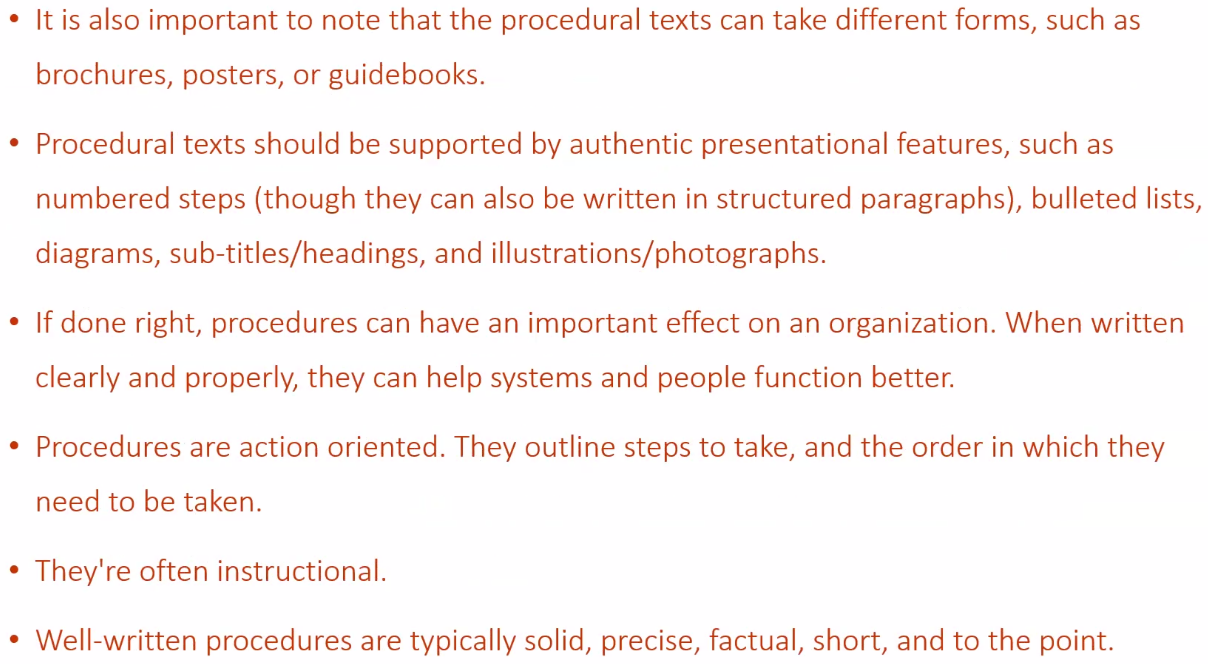 • It is also important to note that the procedural texts can take different forms, such as
brochures, posters, or guidebooks.
• Procedural texts should be supported by authentic presentational features, such as
numbered steps (though they can also be written in structured paragraphs), bulleted lists,
diagrams, sub-titles/headings, and illustrations/photographs.
• If done right, procedures can have an important effect on an organization. When written
clearly and properly, they can help systems and people function better.
• Procedures are action oriented. They outline steps to take, and the order in which they
need to be taken.
• They're often instructional.
• Well-written procedures are typically solid, precise, factual, short, and to the point.